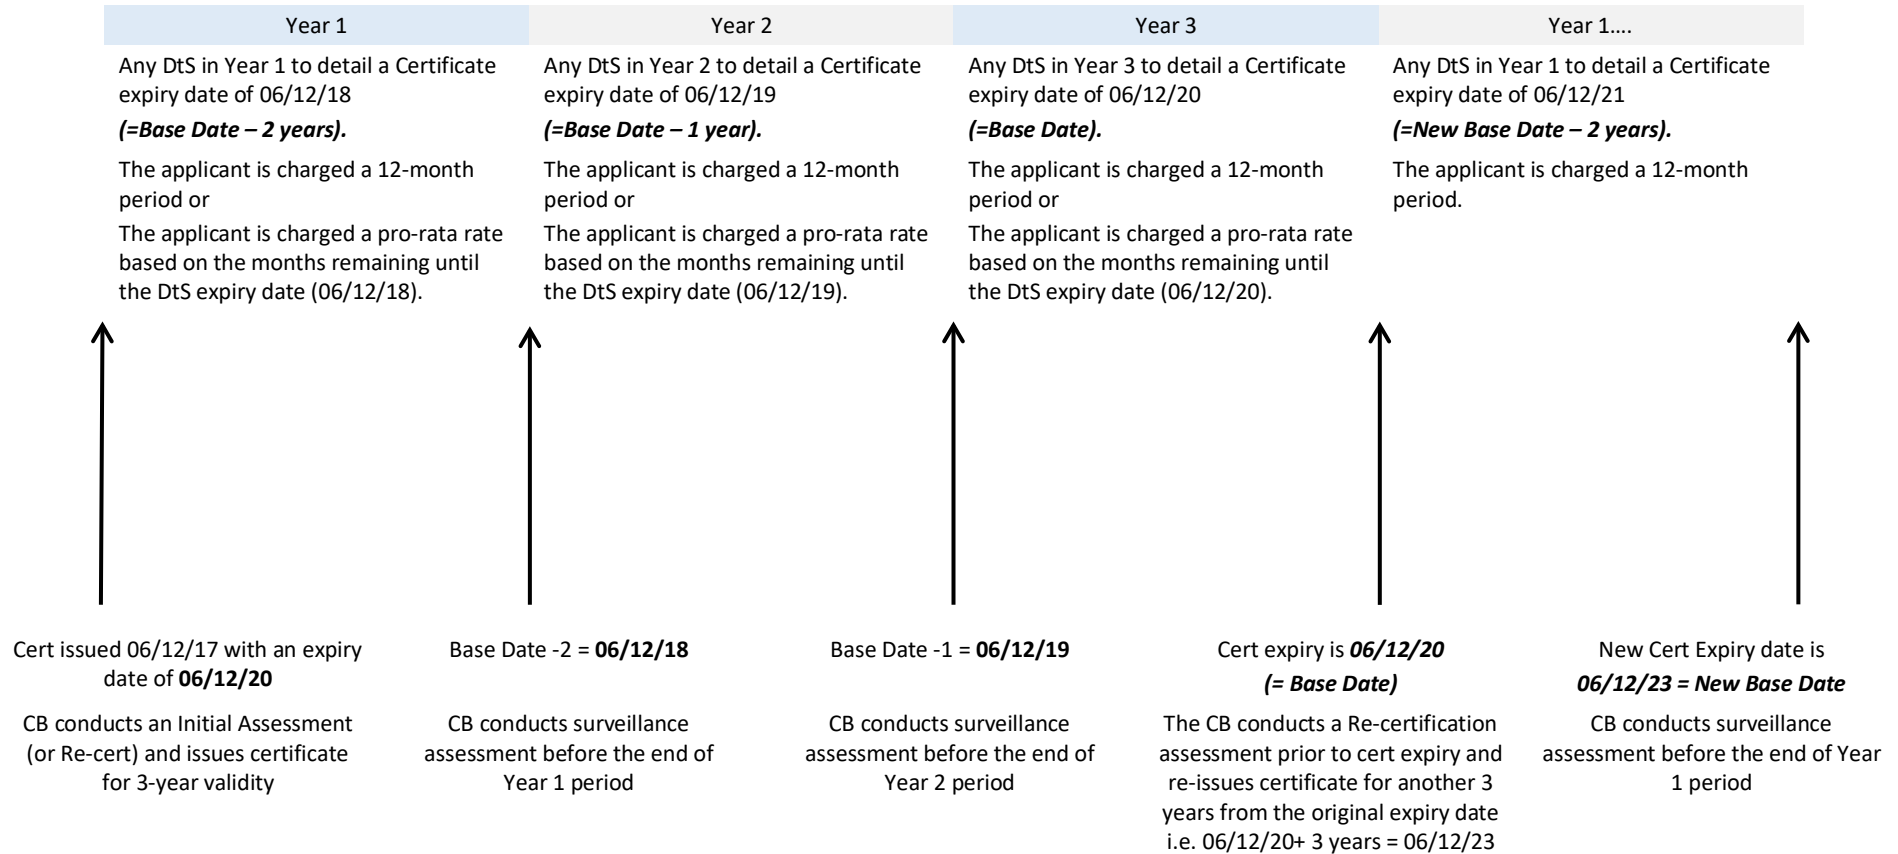 Year 1
Year 2
Year 3
Year 1....
Any DtS in Year 1 to detail a Certificate
expiry date of 06/12/18
(=Base Date – 2 years).
The applicant is charged a 12-month
period or
The applicant is charged a pro-rata rate
based on the months remaining until
the DtS expiry date (06/12/18).
Any DtS in Year 2 to detail a Certificate
expiry date of 06/12/19
(=Base Date – 1 year).
The applicant is charged a 12-month
period or
The applicant is charged a pro-rata rate
based on the months remaining until
the DtS expiry date (06/12/19).
Any DtS in Year 3 to detail a Certificate
expiry date of 06/12/20
(=Base Date).
The applicant is charged a 12-month
period or
The applicant is charged a pro-rata rate
based on the months remaining until
the DtS expiry date (06/12/20).
Any DtS in Year 1 to detail a Certificate
expiry date of 06/12/21
(=New Base Date – 2 years).
The applicant is charged a 12-month
period.
Cert issued 06/12/17 with an expiry
date of 06/12/20
CB conducts an Initial Assessment
(or Re-cert) and issues certificate
for 3-year validity
Base Date -2 = 06/12/18
CB conducts surveillance
assessment before the end of
Year 1 period
Base Date -1 = 06/12/19
CB conducts surveillance
assessment before the end of
Year 2 period
Cert expiry is 06/12/20
(= Base Date)
The CB conducts a Re-certification
assessment prior to cert expiry and
re-issues certificate for another 3
years from the original expiry date
i.e. 06/12/20+ 3 years = 06/12/23
New Cert Expiry date is
06/12/23 = New Base Date
CB conducts surveillance
assessment before the end of Year
1 period